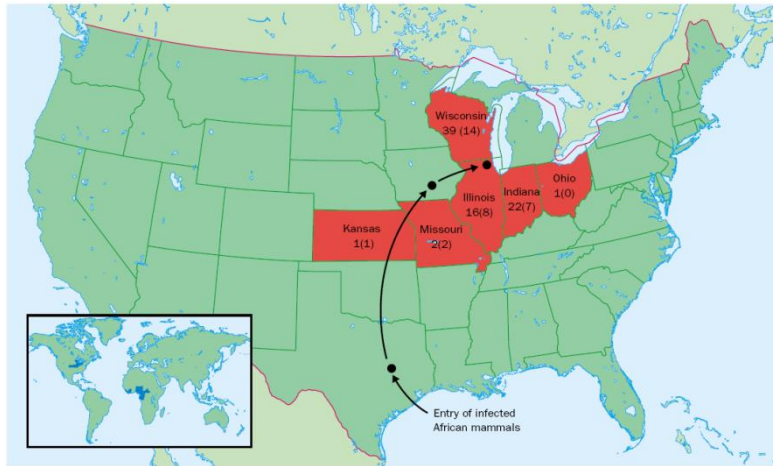 Wisconsin
39 (14)
Ohio
1(0)
Indiana
22(7)
Illinois
16(8)
Kansas
1(1)
Missouri
2(2)
Entry of infected
African mammals